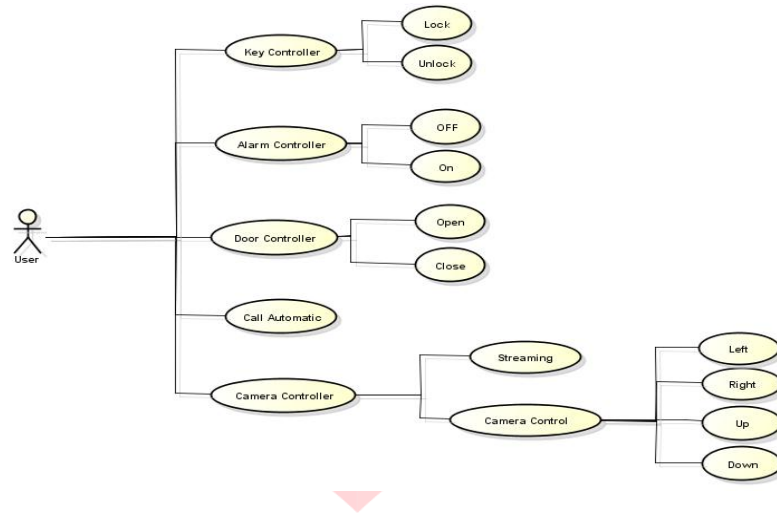 Lock
Key Controller
Unlock
OFF
Alarm Controller
On
Open
Door Controller
Close
User
Call Automatic
Streaming
Camera Controller
Camera Control
Left
Right
Up
Down